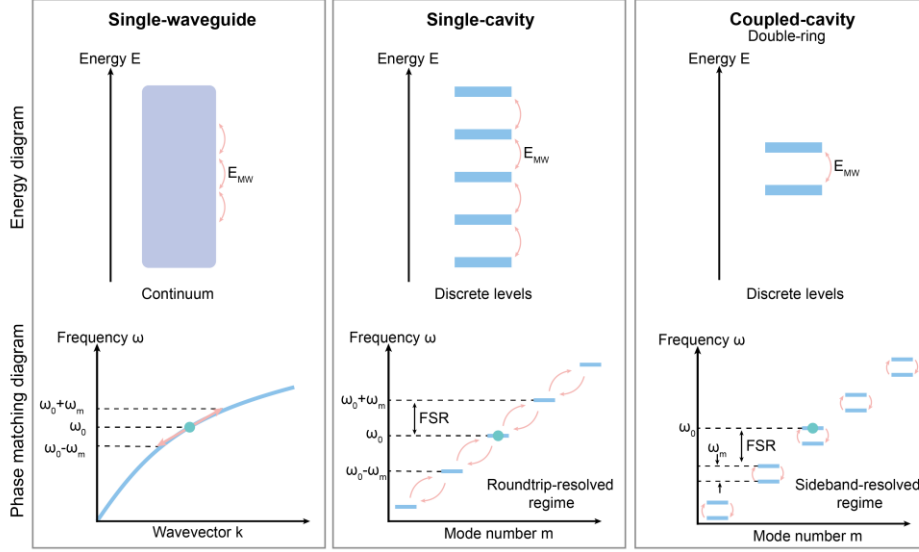 Single-waveguide
Energy E
E_MW
Continuum
Single-cavity
Energy E
E_MW
Discrete levels
Coupled-cavity
Double-ring
Energy E
E_MW
Discrete levels
Energy diagram
Frequency ω
ω₀+ωₘ
ω₀
ω₀-ωₘ
Wavevector k
Frequency ω
ω₀+ωₘ
FSR
ω₀
ω₀-ωₘ
Roundtrip-resolved
regime
Mode number m
Frequency ω
ω₀
FSR
ωₘ
Sideband-resolved
regime
Mode number m
Phase matching diagram